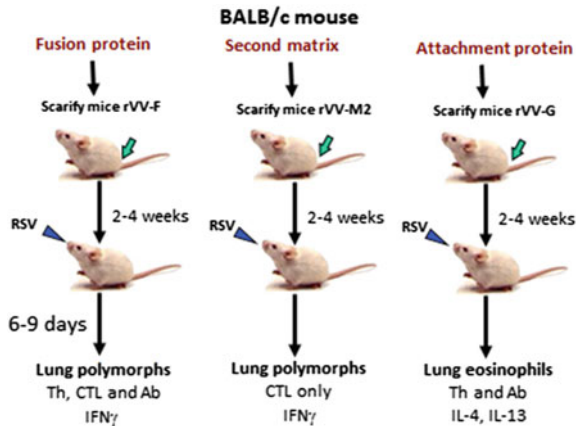 BALB/c mouse
Fusion protein
Scarify mice rVV-F
2-4 weeks
RSV
6-9 days
Lung polymorphs
Th, CTL and Ab
IFNγ
Second matrix
Scarify mice rVV-M2
2-4 weeks
RSV
Lung polymorphs
CTL only
IFNγ
Attachment protein
Scarify mice rVV-G
2-4 weeks
RSV
Lung eosinophils
Th and Ab
IL-4, IL-13